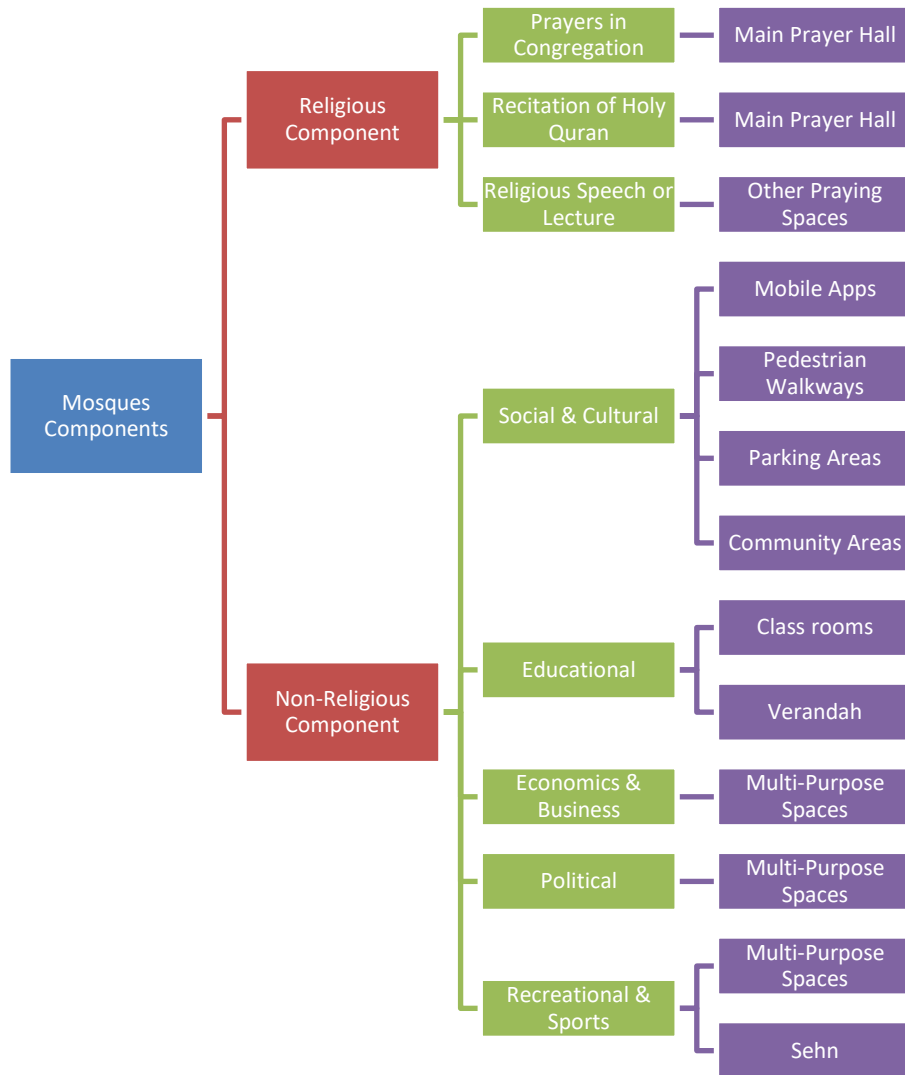 Mosques
Components
Religious
Component
Prayers in
Congregation
Main Prayer Hall
Recitation of Holy
Quran
Main Prayer Hall
Religious Speech or
Lecture
Other Praying
Spaces
Non-Religious
Component
Social & Cultural
Mobile Apps
Pedestrian
Walkways
Parking Areas
Community Areas
Educational
Class rooms
Verandah
Economics &
Business
Multi-Purpose
Spaces
Political
Multi-Purpose
Spaces
Recreational &
Sports
Multi-Purpose
Spaces
Sehn